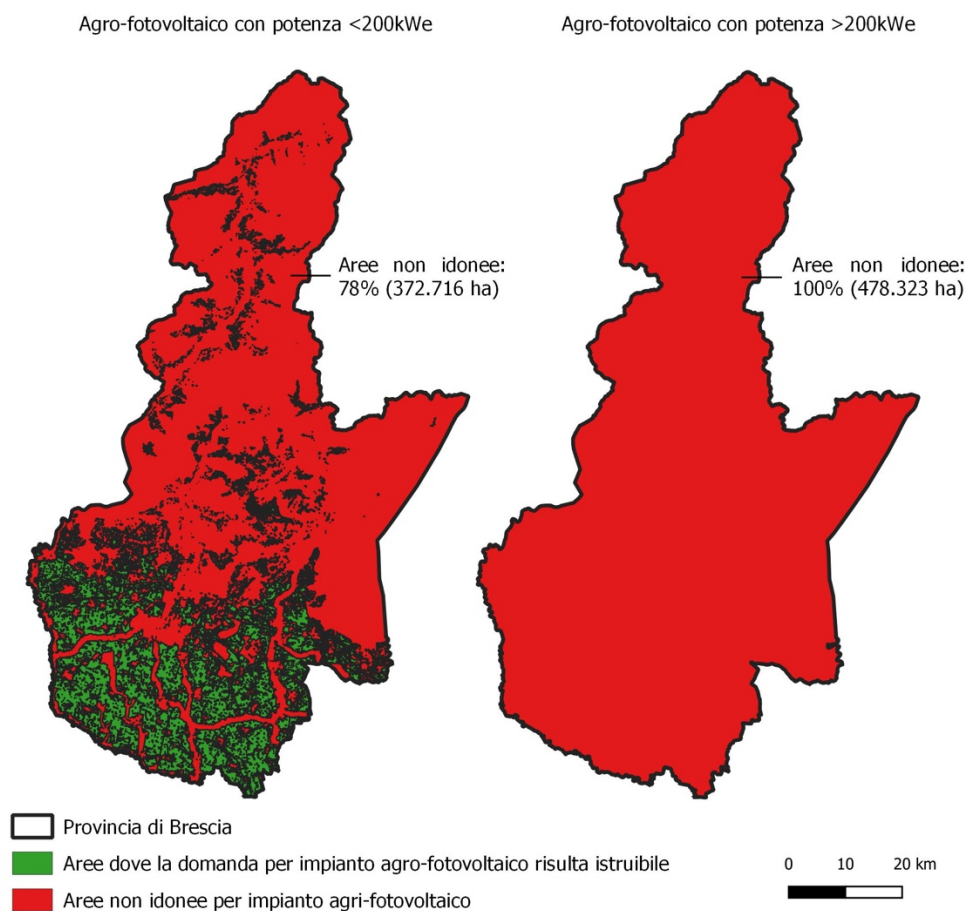 Agro-fotovoltaico con potenza <200kWe
Agro-fotovoltaico con potenza >200kWe
Aree non idonee:
78% (372.716 ha)
Aree non idonee:
100% (478.323 ha)
Provincia di Brescia
Aree dove la domanda per impianto agro-fotovoltaico risulta istruibile
Aree non idonee per impianto agri-fotovoltaico
0 10 20 km